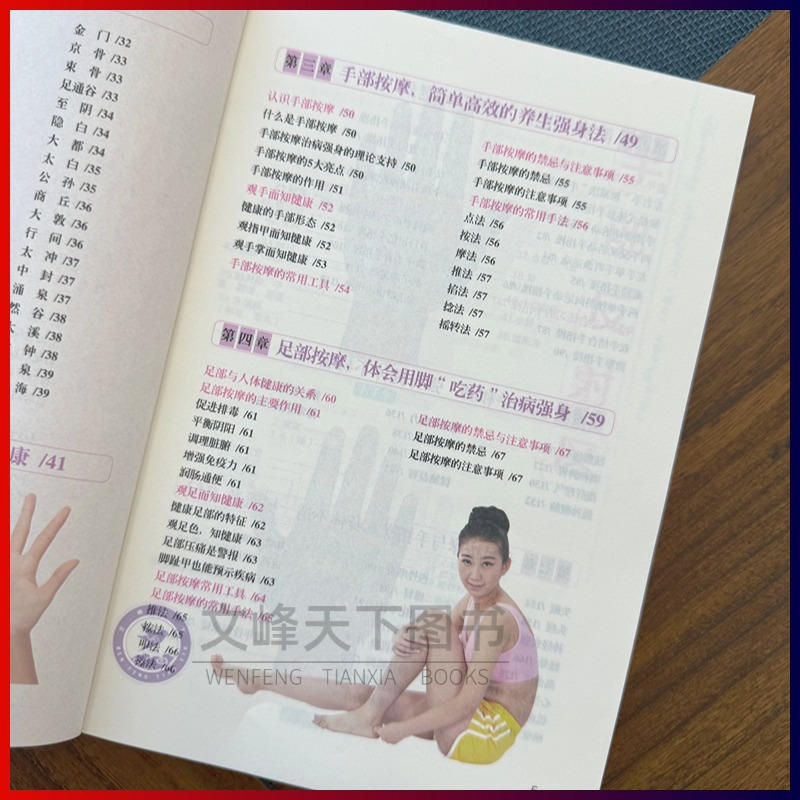 金 门 /32
京 骨 /33
束 骨 /33
足通谷 /33
至 阴 /34
隐 白 /34
大 都 /34
太 白 /35
公 孙 /35
商 丘 /36
大 敦 /36
行 间 /36
太 冲 /37
中 封 /37
涌 泉 /37
然 谷 /38
溪 /38
钟 /38
泉 /39
海 /39
康 /41
第三章 手部按摩，简单高效的养生强身法 /49
认识手部按摩 /50
什么是手部按摩 /50
手部按摩治病强身的理论支持 /50
手部按摩的5大亮点 /50
手部按摩的作用 /51
观手而知健康 /52
健康的手部形态 /52
观指甲而知健康 /52
观手掌而知健康 /53
手部按摩的常用工具 /54
手部按摩的禁忌与注意事项 /55
手部按摩的禁忌 /55
手部按摩的注意事项 /55
手部按摩的常用手法 /56
点法 /56
按法 /56
摩法 /56
推法 /57
掐法 /57
捻法 /57
摇转法 /57
第四章 足部按摩，体会用脚“吃药”治病强身 /59
足部与人体健康的关系 /60
足部按摩的主要作用 /61
促进排毒 /61
平衡阴阳 /61
调理脏腑 /61
增强免疫力 /61
润肠通便 /61
观足而知健康 /62
健康足部的特征 /62
观足色，知健康 /63
足部压痛是警报 /63
脚趾甲也能预示疾病 /63
足部按摩常用工具 /64
足部按摩的常用手法 /65
推法 /65
按法 /65
叩法 /66
掐法 /66
足部按摩的禁忌与注意事项 /67
足部按摩的禁忌 /67
足部按摩的注意事项 /67
文峰天下图书
WENFENG TIANXIA BOOKS